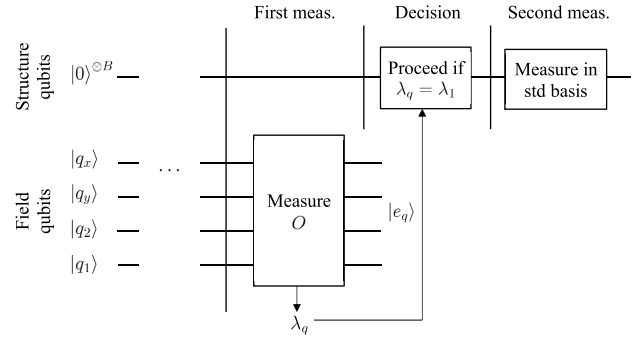 First meas. Decision Second meas.
Structure qubits
|0⟩^{⊗B}
Proceed if
λ_q = λ_1
Measure in
std basis
Field qubits
|q_x⟩
...
|q_y⟩
|q_2⟩
|q_1⟩
Measure
O
|e_q⟩
λ_q